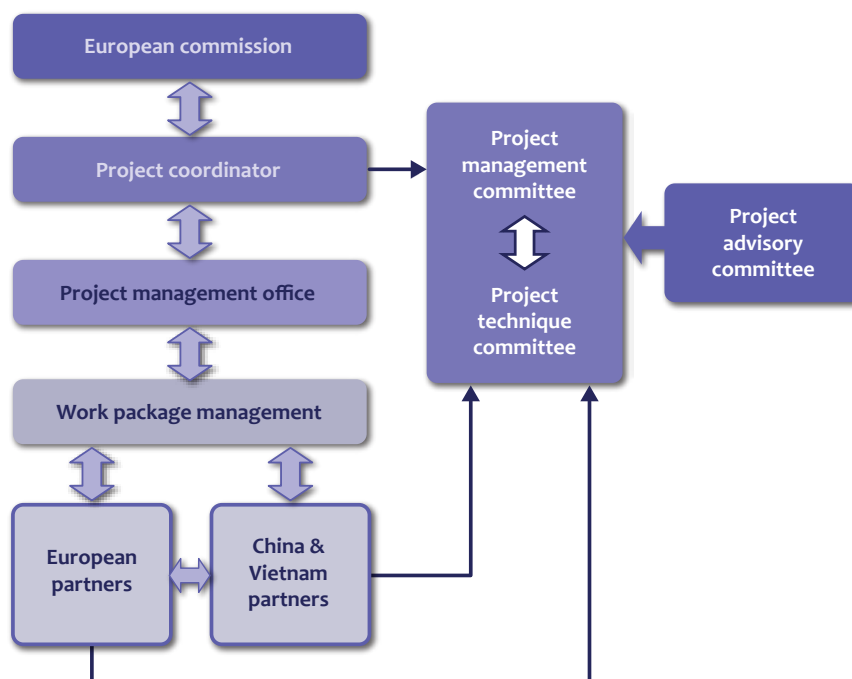 European commission
Project coordinator
Project management office
Work package management
European
partners
China &
Vietnam
partners
Project
management
committee
Project
technique
committee
Project
advisory
committee